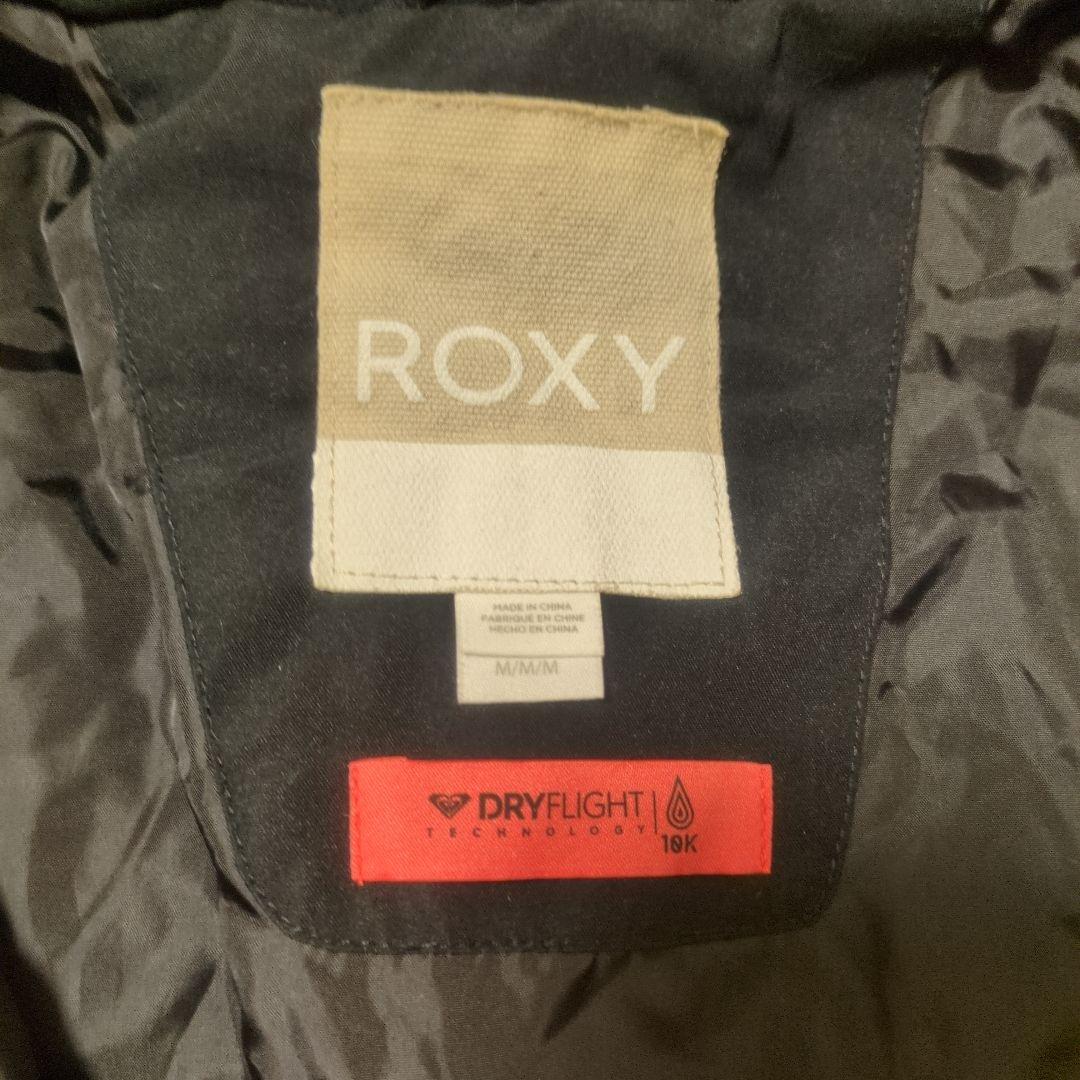 ROXY
MADE IN CHINA
FABRIQUÉ EN CHINE
HECHO EN CHINA
M/M/M
DRYFLIGHT
TECHNOLOGY
10K